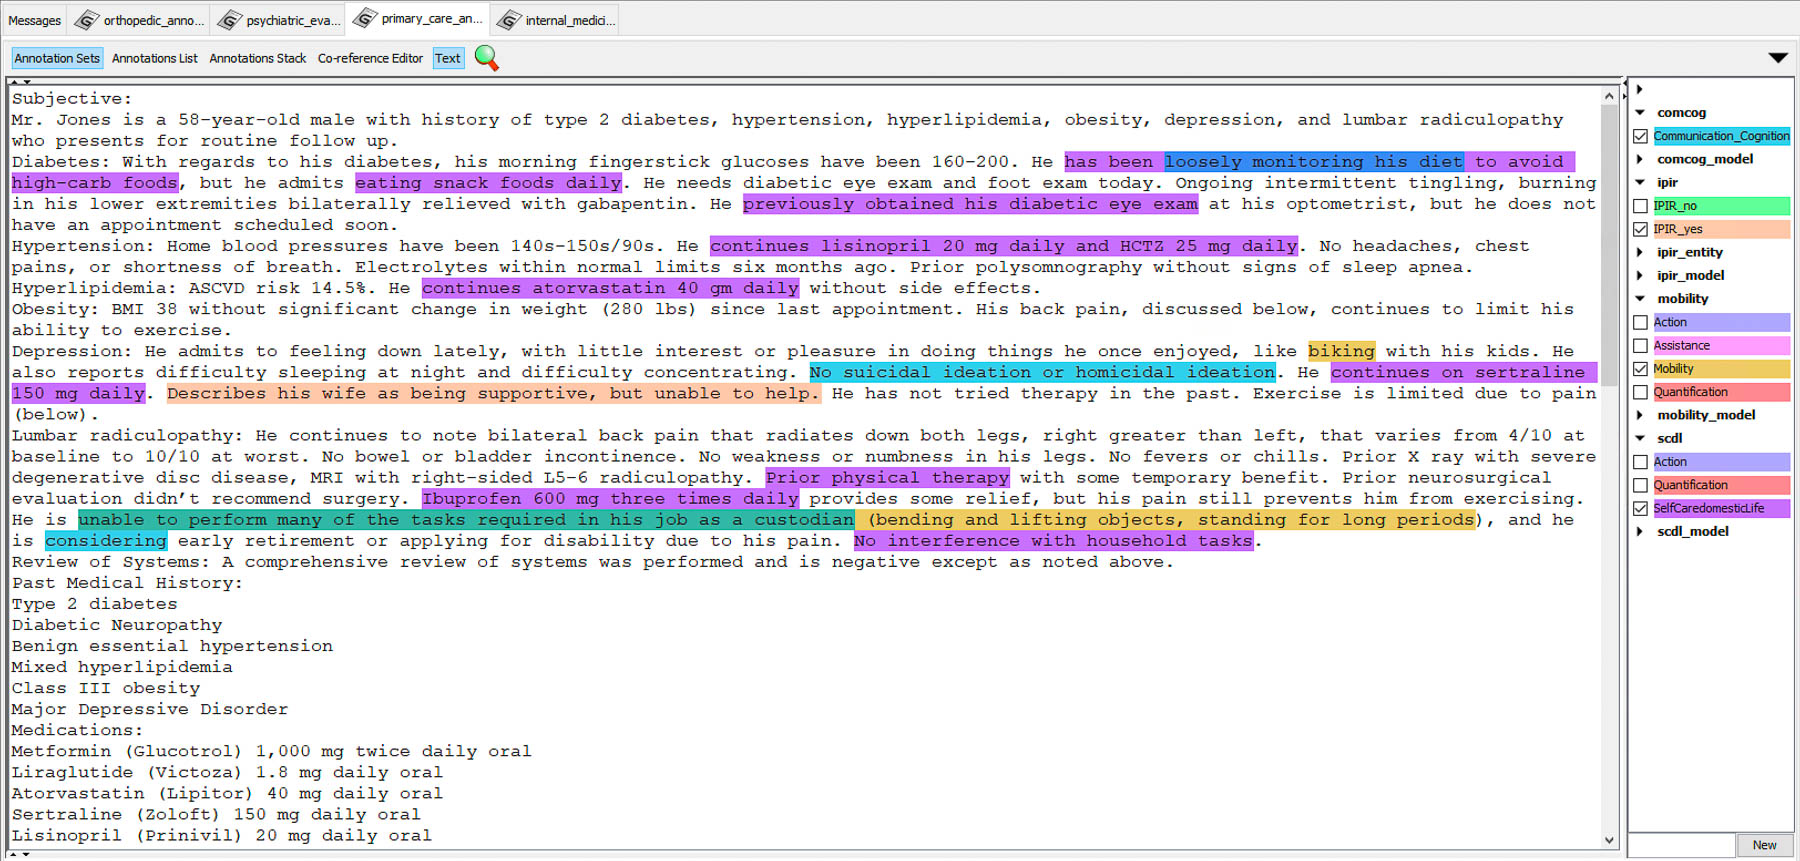 Messages orthopedic_anno... psychiatric_eva... primary_care_an... internal_medici...
Annotation Sets Annotations List Annotations Stack Co-reference Editor Text
Subjective:
Mr. Jones is a 58-year-old male with history of type 2 diabetes, hypertension, hyperlipidemia, obesity, depression, and lumbar radiculopathy
who presents for routine follow up.
Diabetes: With regards to his diabetes, his morning fingerstick glucoses have been 160-200. He has been loosely monitoring his diet to avoid
high-carb foods, but he admits eating snack foods daily. He needs diabetic eye exam and foot exam today. Ongoing intermittent tingling, burning
in his lower extremities bilaterally relieved with gabapentin. He previously obtained his diabetic eye exam at his optometrist, but he does not
have an appointment scheduled soon.
Hypertension: Home blood pressures have been 140s-150s/90s. He continues lisinopril 20 mg daily and HCTZ 25 mg daily. No headaches, chest
pains, or shortness of breath. Electrolytes within normal limits six months ago. Prior polysomnography without signs of sleep apnea.
Hyperlipidemia: ASCVD risk 14.5%. He continues atorvastatin 40 gm daily without side effects.
Obesity: BMI 38 without significant change in weight (280 lbs) since last appointment. His back pain, discussed below, continues to limit his
ability to exercise.
Depression: He admits to feeling down lately, with little interest or pleasure in doing things he once enjoyed, like biking with his kids. He
also reports difficulty sleeping at night and difficulty concentrating. No suicidal ideation or homicidal ideation. He continues on sertraline
150 mg daily. Describes his wife as being supportive, but unable to help. He has not tried therapy in the past. Exercise is limited due to pain
(below).
Lumbar radiculopathy: He continues to note bilateral back pain that radiates down both legs, right greater than left, that varies from 4/10 at
baseline to 10/10 at worst. No bowel or bladder incontinence. No weakness or numbness in his legs. No fevers or chills. Prior X ray with severe
degenerative disc disease, MRI with right-sided L5-6 radiculopathy. Prior physical therapy with some temporary benefit. Prior neurosurgical
evaluation didn't recommend surgery. Ibuprofen 600 mg three times daily provides some relief, but his pain still prevents him from exercising.
He is unable to perform many of the tasks required in his job as a custodian (bending and lifting objects, standing for long periods), and he
is considering early retirement or applying for disability due to his pain. No interference with household tasks.
Review of Systems: A comprehensive review of systems was performed and is negative except as noted above.
Past Medical History:
Type 2 diabetes
Diabetic Neuropathy
Benign essential hypertension
Mixed hyperlipidemia
Class III obesity
Major Depressive Disorder
Medications:
Metformin (Glucotrol) 1,000 mg twice daily oral
Liraglutide (Victoza) 1.8 mg daily oral
Atorvastatin (Lipitor) 40 mg daily oral
Sertraline (Zoloft) 150 mg daily oral
Lisinopril (Prinivil) 20 mg daily oral
comcog
Communication_Cognition
comcog_model
ipir
IPIR_no
IPIR_yes
ipir_entity
ipir_model
mobility
Action
Assistance
Mobility
Quantification
mobility_model
scdl
Action
Quantification
SelfCaredomesticLife
scdl_model
New